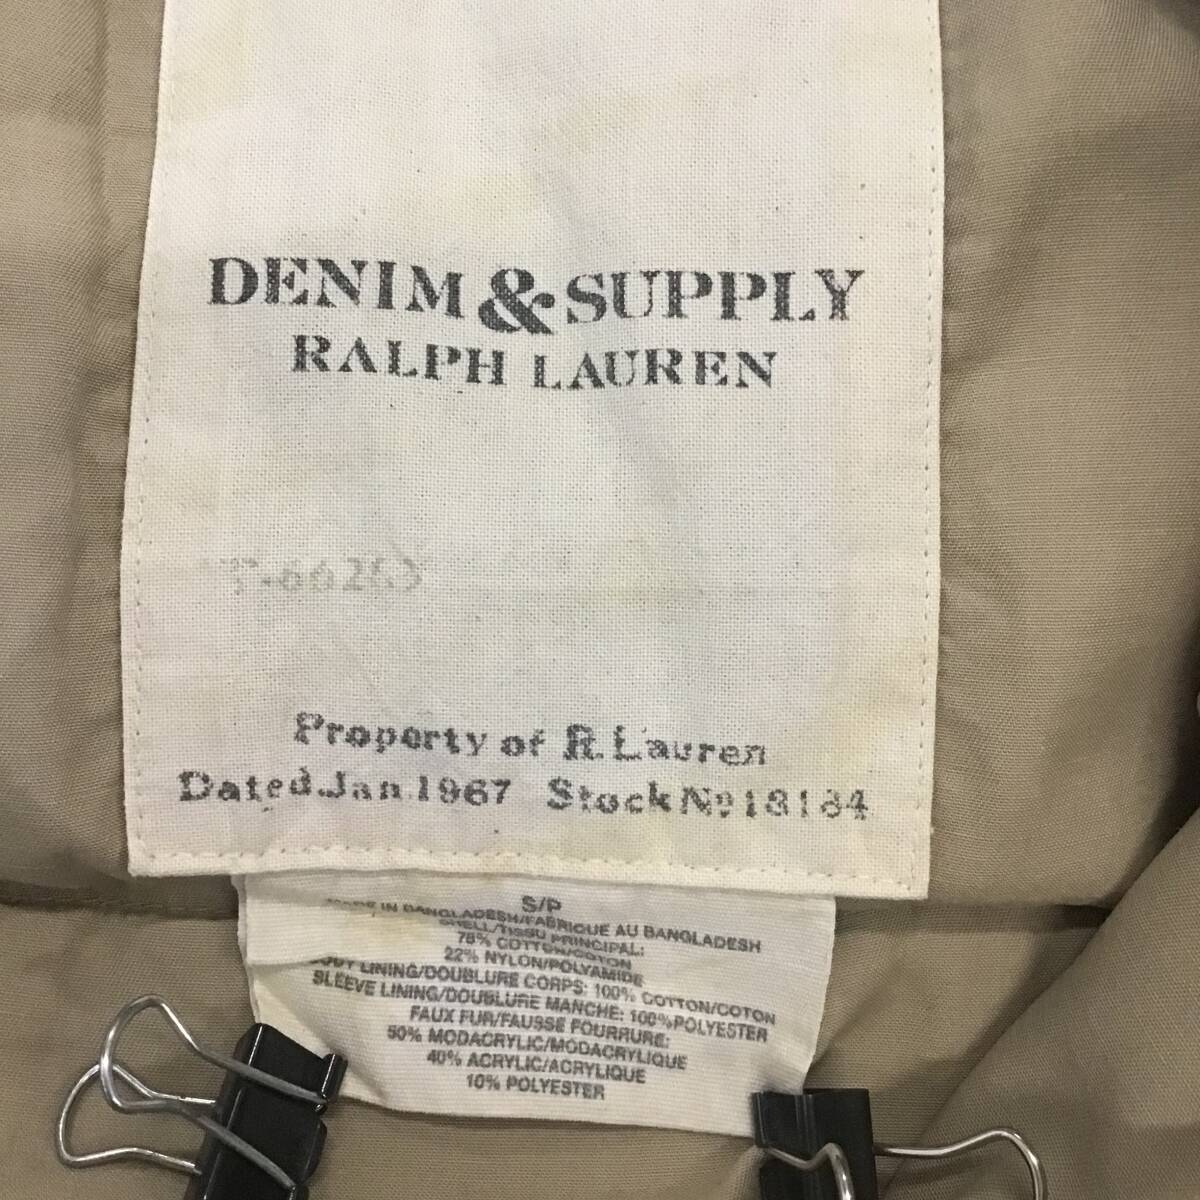 DENIM & SUPPLY
RALPH LAUREN
Property of R. Lauren
Dated Jan. 1967 Stock No 18184
S/P
MADE IN BANGLADESH/FABRIQUE AU BANGLADESH
SHELL/TISSU PRINCIPAL:
78% COTTON/COTON
22% NYLON/POLYAMIDE
BODY LINING/DOUBLURE CORPS: 100% COTTON/COTON
SLEEVE LINING/DOUBLURE MANCHE: 100% POLYESTER
FAUX FUR/FAUSSE FOURRURE:
50% MODACRYLIC/MODACRYLIQUE
40% ACRYLIC/ACRYLIQUE
10% POLYESTER